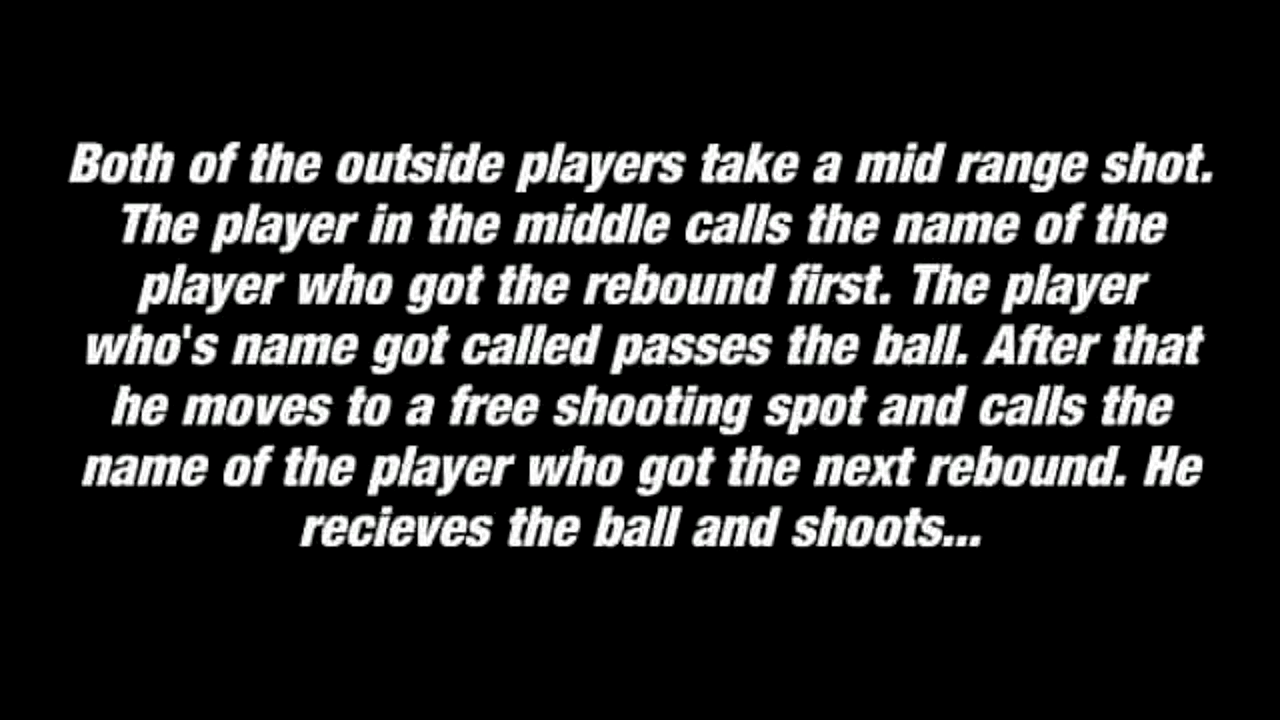 Both of the outside players take a mid range shot.
The player in the middle calls the name of the
player who got the rebound first. The player
who's name got called passes the ball. After that
he moves to a free shooting spot and calls the
name of the player who got the next rebound. He
recieves the ball and shoots...